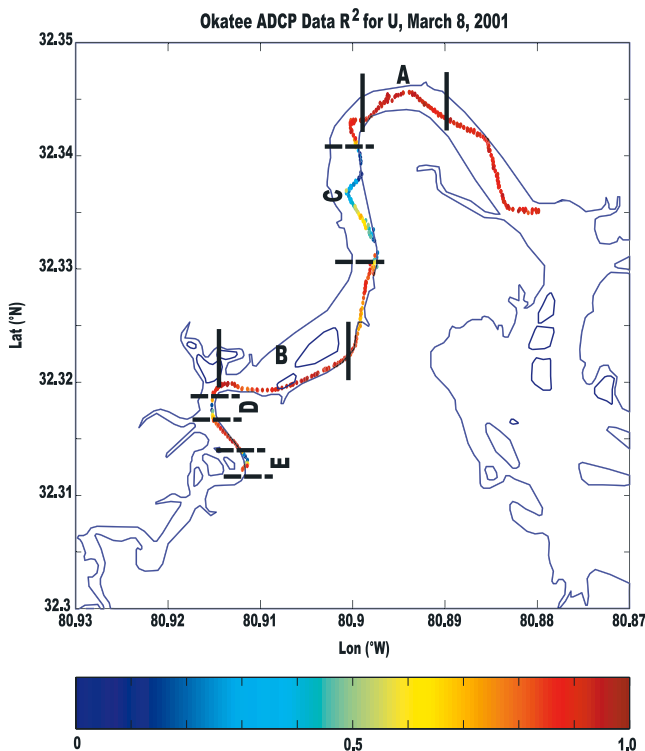 Okatee ADCP Data R² for U, March 8, 2001
32.35
32.34
32.33
32.32
32.31
32.3
Lat (°N)
A
C
B
D
E
80.93 80.92 80.91 80.9 80.89 80.88 80.87
Lon (°W)
0 0.5 1.0